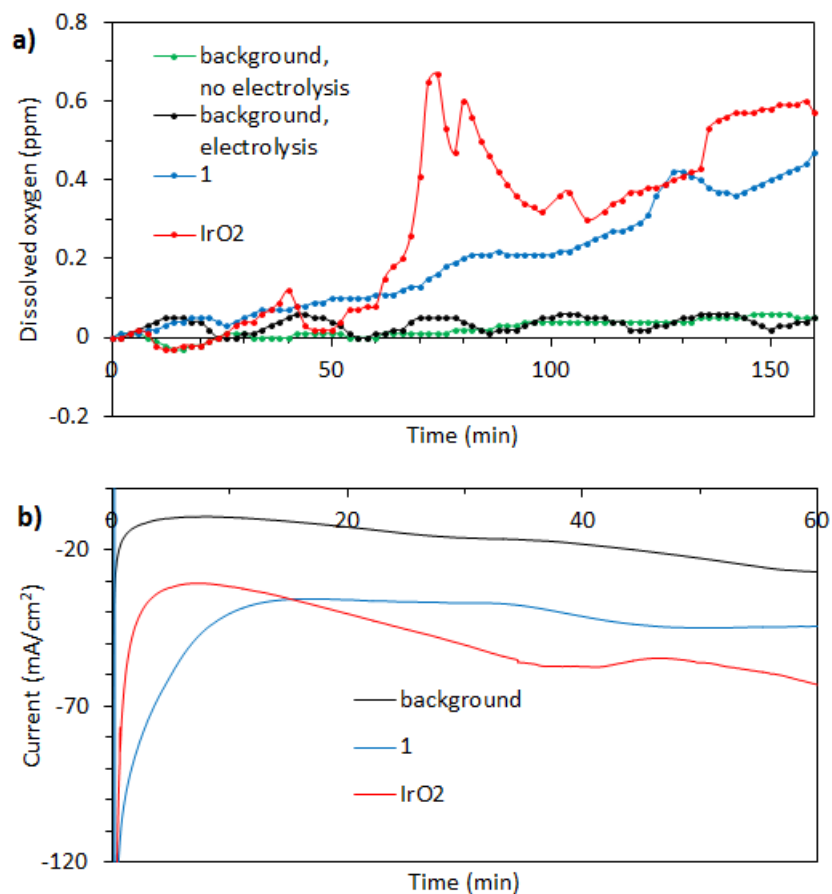 a)
0.8
0.6
0.4
0.2
0
-0.2
Dissolved oxygen (ppm)
background,
no electrolysis
background,
electrolysis
1
IrO2
0
50
100
150
Time (min)
b)
0
20
40
60
-20
-70
-120
Current (mA/cm²)
background
1
IrO2
Time (min)